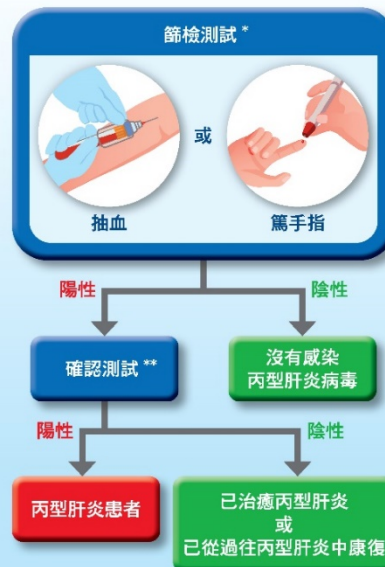 篩檢測試*
或
抽血
篤手指
陽性
陰性
確認測試**
沒有感染
丙型肝炎病毒
陽性
陰性
丙型肝炎患者
已治癒丙型肝炎
或
已從過往丙型肝炎中康復